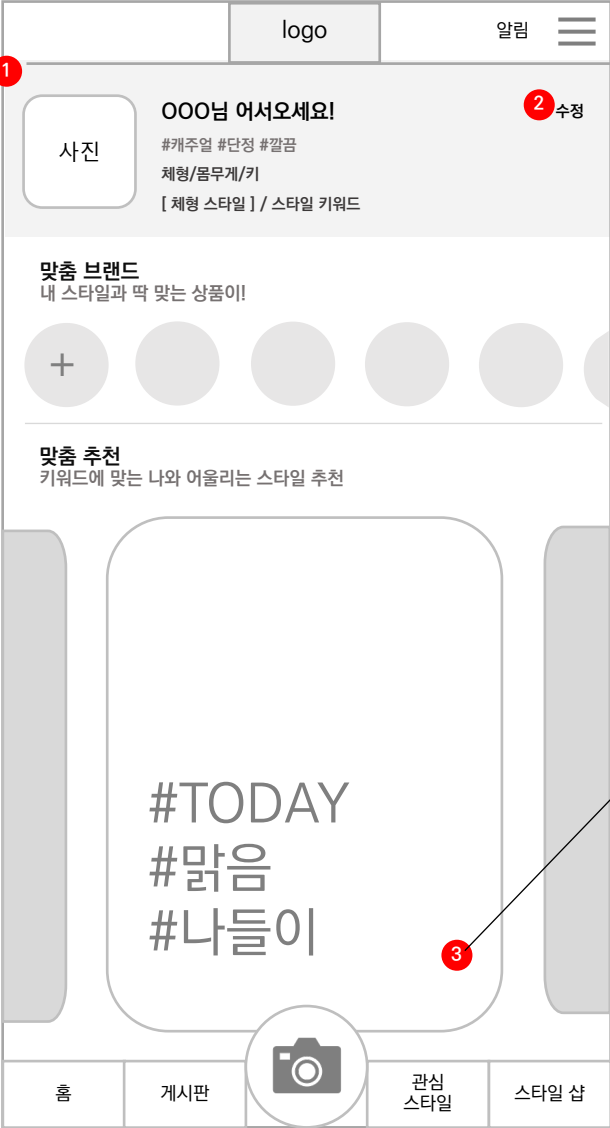 logo
알림
1
사진
OOO님 어서오세요!
2
수정
#캐주얼 #단정 #깔끔
체형/몸무게/키
[ 체형 스타일 ] / 스타일 키워드
맞춤 브랜드
내 스타일과 딱 맞는 상품이!
+
맞춤 추천
키워드에 맞는 나와 어울리는 스타일 추천
#TODAY
#맑음
#나들이
3
홈
게시판
관심
스타일
스타일 샵